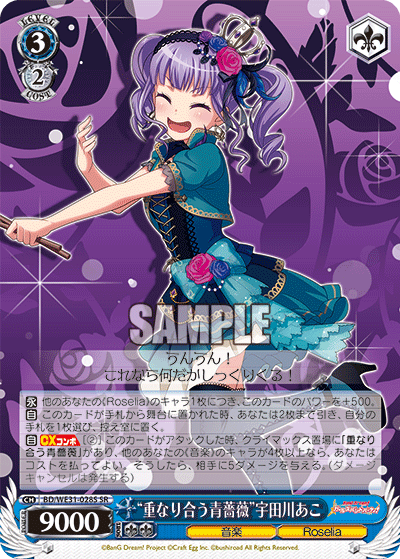 LEVEL
3
2
COST
SAMPLE
うんうん!
これなら何だかしっくりくる!
【永】 他のあなたの《Roselia》のキャラ1枚につき、このカードのパワーを+500。
【自】 このカードが手札から舞台に置かれた時、あなたは2枚まで引き、自分の
手札を1枚選び、控え室に置く。
【自】 CXコンボ [②] このカードがアタックした時、クライマックス置場に「重なり
合う青薔薇」があり、他のあなたの《音楽》のキャラが4枚以上なら、あなたは
コストを払ってよい。そうしたら、相手に5ダメージを与える。(ダメージ
キャンセルは発生する)
CH BD/WE31-028S SR
POWER
9000
SOUL
“重なり合う青薔薇”宇田川あこ
音楽
Roselia
©BanG Dream! Project ©Craft Egg Inc. ©bushiroad All Rights Reserved.